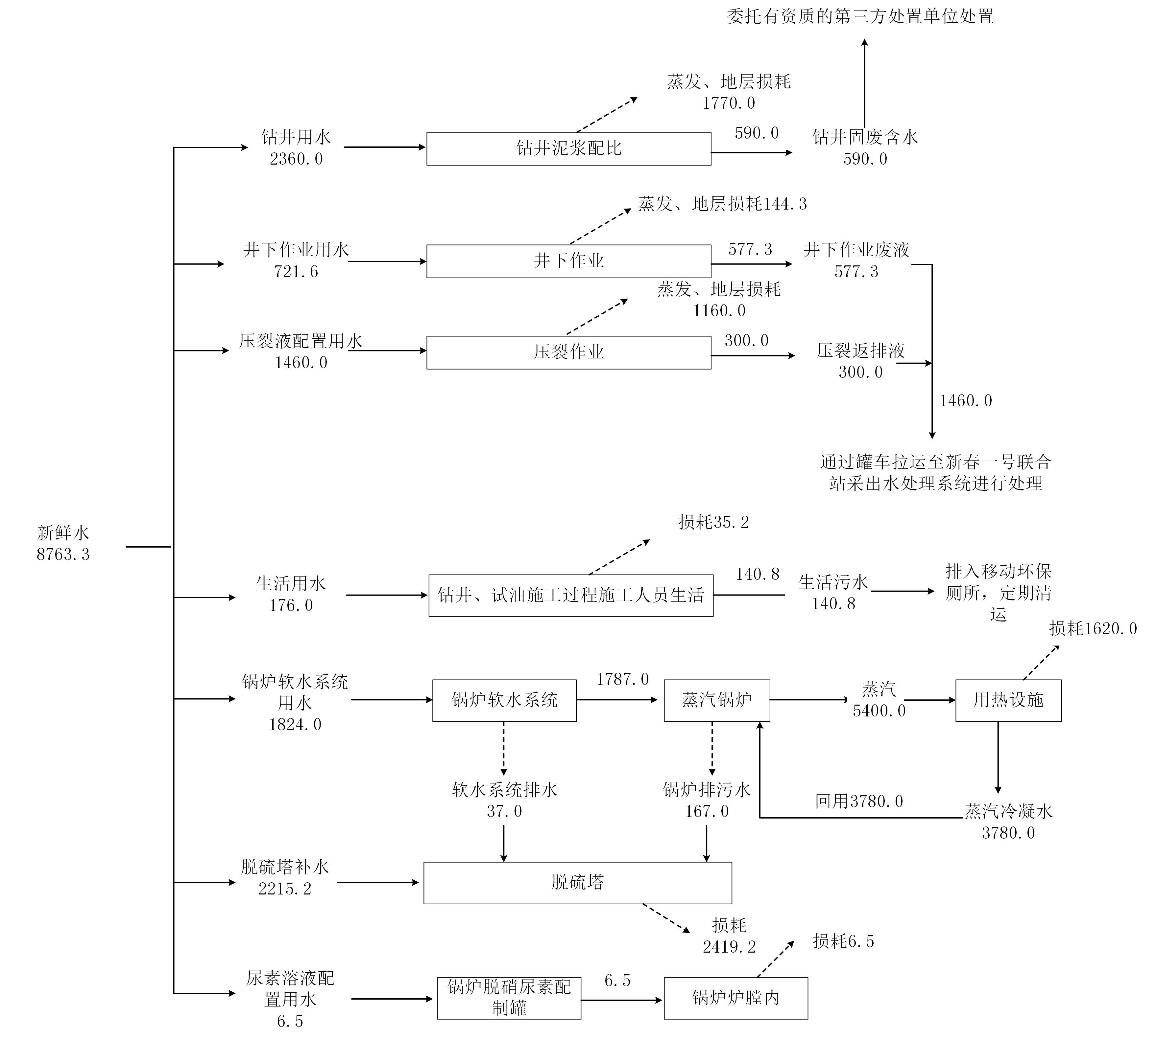 委托有资质的第三方处置单位处置
蒸发、地层损耗
1770.0
钻井用水
2360.0
钻井泥浆配比
590.0
钻井固废含水
590.0
蒸发、地层损耗144.3
井下作业用水
721.6
井下作业
577.3
井下作业废液
577.3
蒸发、地层损耗
1160.0
压裂液配置用水
1460.0
压裂作业
300.0
压裂返排液
300.0
1460.0
通过罐车拉运至新春一号联合
站采出水处理系统进行处理
新鲜水
8763.3
损耗35.2
生活用水
176.0
钻井、试油施工过程施工人员生活
140.8
生活污水
140.8
排入移动环保
厕所，定期清
运
损耗1620.0
锅炉软水系统
用水
1824.0
锅炉软水系统
1787.0
蒸汽锅炉
蒸汽
5400.0
用热设施
软水系统排水
37.0
锅炉排污水
167.0
回用3780.0
蒸汽冷凝水
3780.0
脱硫塔补水
2215.2
脱硫塔
损耗
2419.2
损耗6.5
尿素溶液配
置用水
6.5
锅炉脱硝尿素配
制罐
6.5
锅炉炉膛内